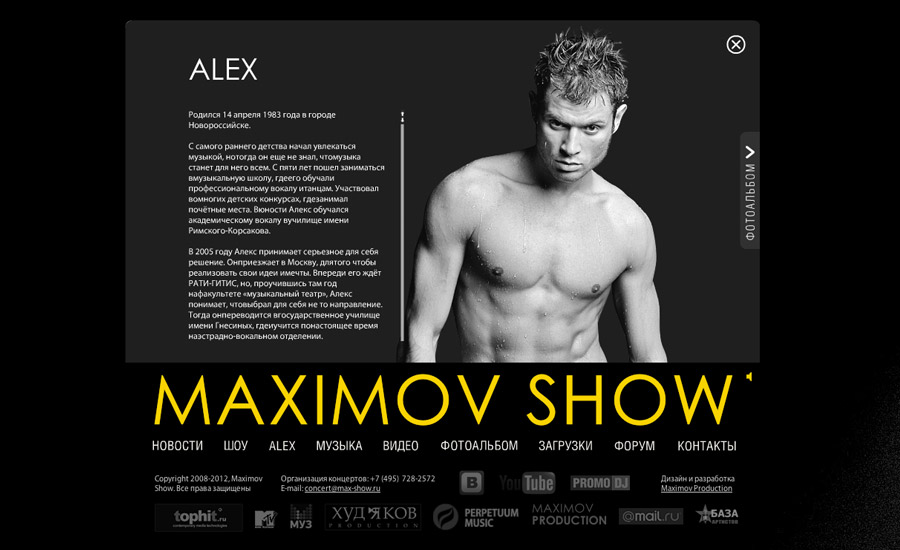 ALEX
Родился 14 апреля 1983 года в городе
Новороссийске.
С самого раннего детства начал увлекаться
музыкой, нотогда он еще не знал, чтомузыка
станет для него всем. С пяти лет пошел заниматься
вмузыкальную школу, гдеего обучали
профессиональному вокалу итанцам. Участвовал
вомногих детских конкурсах, гдезанимал
почётные места. Вюности Алекс обучался
академическому вокалу вучилище имени
Римского-Корсакова.
В 2005 году Алекс принимает серьезное для себя
решение. Онприезжает в Москву, длятого чтобы
реализовать свои идеи имечты. Впереди его ждёт
РАТИ-ГИТИС, но, проучившись там год
нафакультете «музыкальный театр», Алекс
понимает, чтовыбрал для себя не то направление.
Тогда онпереводится вгосударственное училище
имени Гнесиных, гдеиучится понастоящее время
наэстрадно-вокальном отделении.
ФОТОАЛЬБОМ
MAXIMOV SHOW
НОВОСТИ ШОУ ALEX МУЗЫКА ВИДЕО ФОТОАЛЬБОМ ЗАГРУЗКИ ФОРУМ КОНТАКТЫ
Copyright 2008-2012, Maximov
Show. Все права защищены
Организация концертов: +7 (495) 728-2572
E-mail: concert@max-show.ru
B YouTube PROMO DJ
Дизайн и разработка
Maximov Production
tophit.ru
MTV
МУЗ
ХУДЯКОВ
PRODUCTION
PERPETUUM
MUSIC
MAXIMOV
PRODUCTION
@mail.ru
БАЗА
АРТИСТОВ